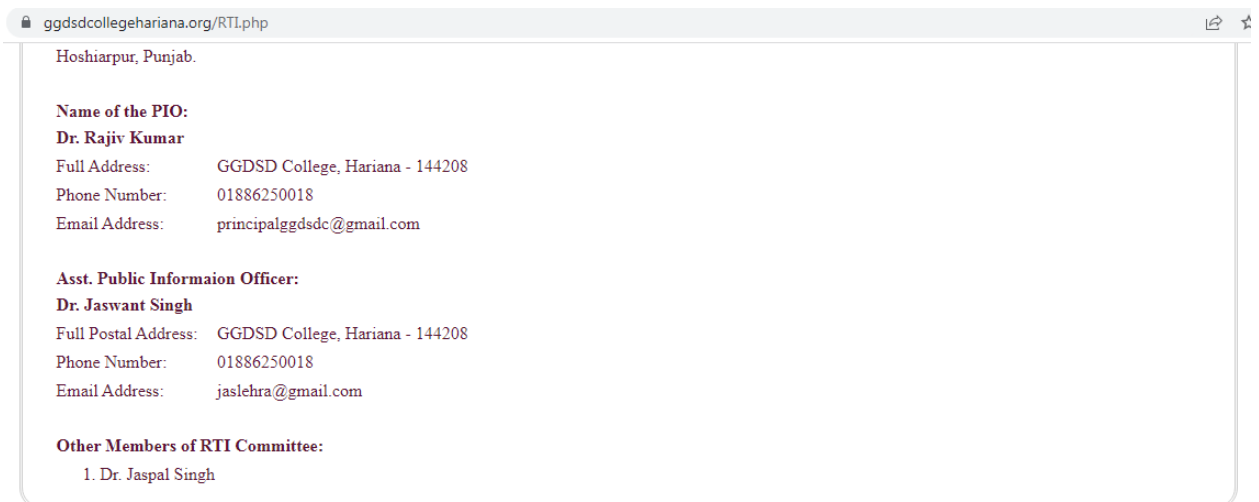 ggdsdcollegehariana.org/RTI.php
Hoshiarpur, Punjab.
Name of the PIO:
Dr. Rajiv Kumar
Full Address: GGDSD College, Hariana - 144208
Phone Number: 01886250018
Email Address: principalggdsdc@gmail.com
Asst. Public Informaion Officer:
Dr. Jaswant Singh
Full Postal Address: GGDSD College, Hariana - 144208
Phone Number: 01886250018
Email Address: jaslehra@gmail.com
Other Members of RTI Committee:
1. Dr. Jaspal Singh